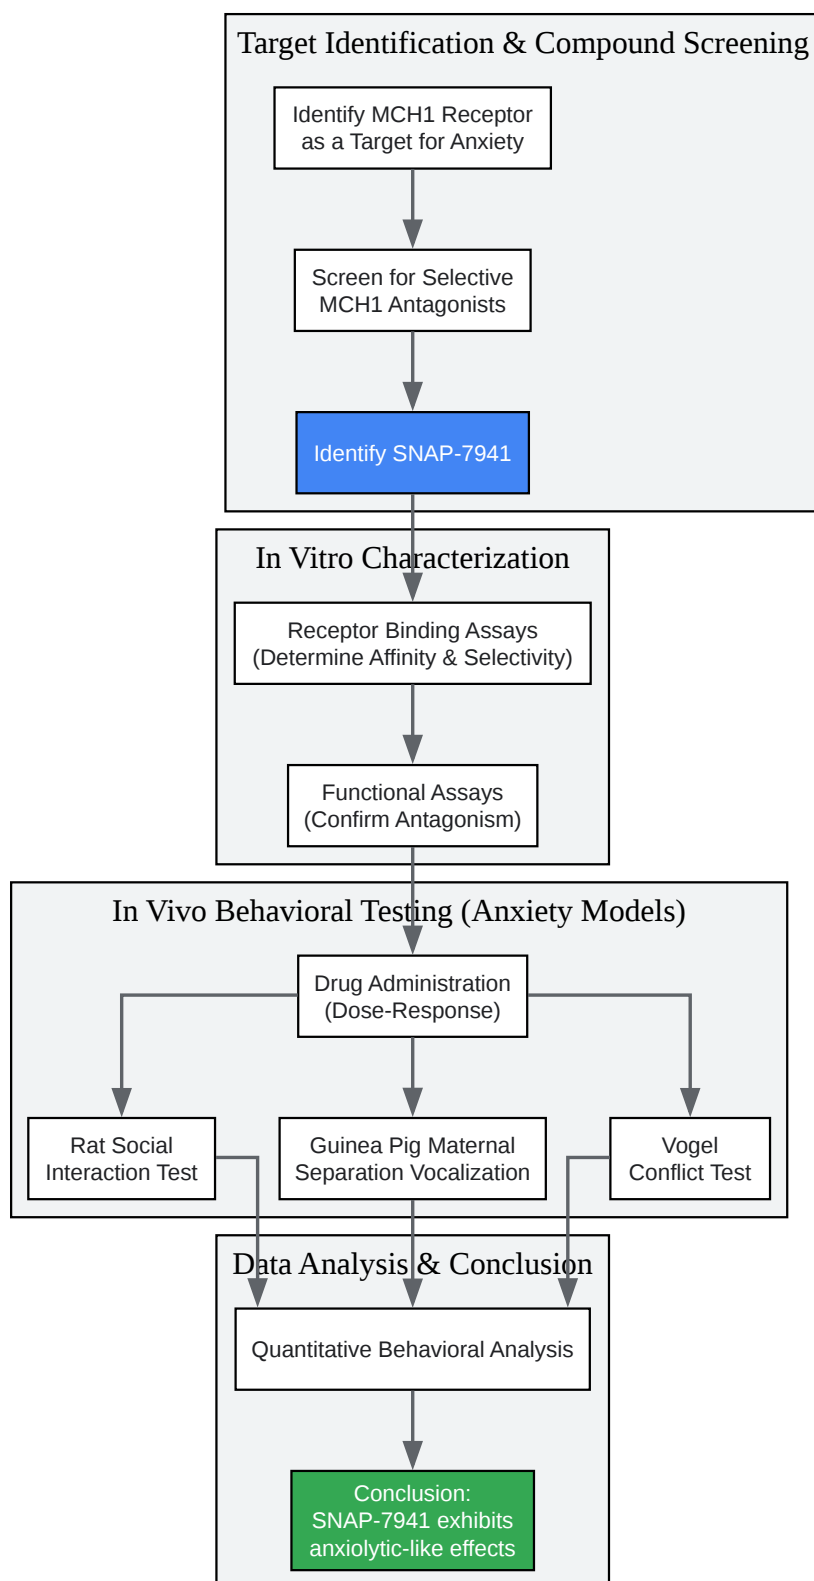 Target Identification & Compound Screening
Identify MCH1 Receptor
as a Target for Anxiety
Screen for Selective
MCH1 Antagonists
Identify SNAP-7941
In Vitro Characterization
Receptor Binding Assays
(Determine Affinity & Selectivity)
Functional Assays
(Confirm Antagonism)
In Vivo Behavioral Testing (Anxiety Models)
Drug Administration
(Dose-Response)
Rat Social
Interaction Test
Guinea Pig Maternal
Separation Vocalization
Vogel
Conflict Test
Data Analysis & Conclusion
Quantitative Behavioral Analysis
Conclusion:
SNAP-7941 exhibits
anxiolytic-like effects